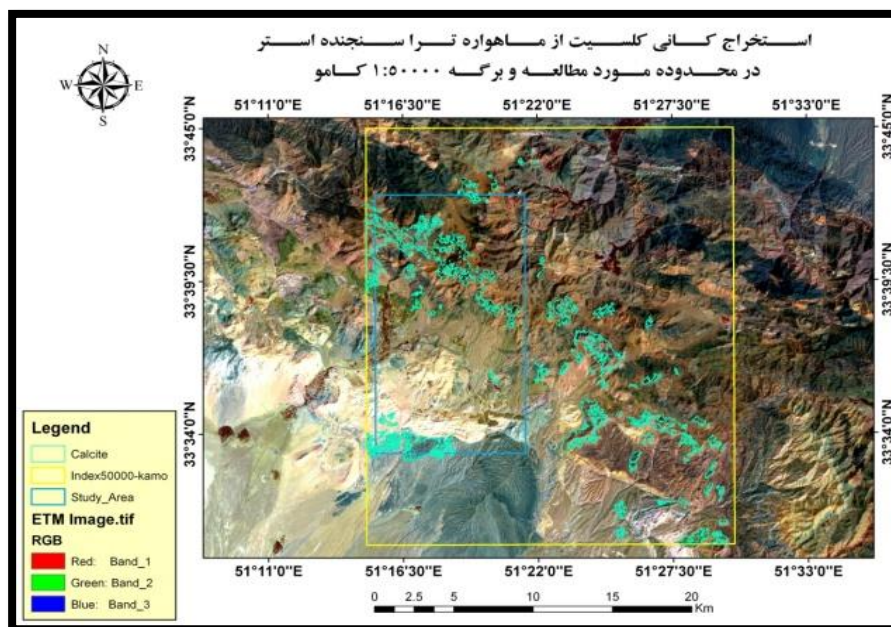 استخراج کانی کلسیت از ماهواره ترا سنجنده استر
در محدوده مورد مطالعه و برگه ۱:۵۰۰۰۰ کامو
N
W E
S
51°11'0"E 51°16'30"E 51°22'0"E 51°27'30"E 51°33'0"E
33°45'0"N 33°45'0"N
33°39'30"N 33°39'30"N
33°34'0"N 33°34'0"N
Legend
Calcite
Index50000-kamo
Study_Area
ETM Image.tif
RGB
Red: Band_1
Green: Band_2
Blue: Band_3
51°11'0"E 51°16'30"E 51°22'0"E 51°27'30"E 51°33'0"E
0 2.5 5 10 15 20
Km